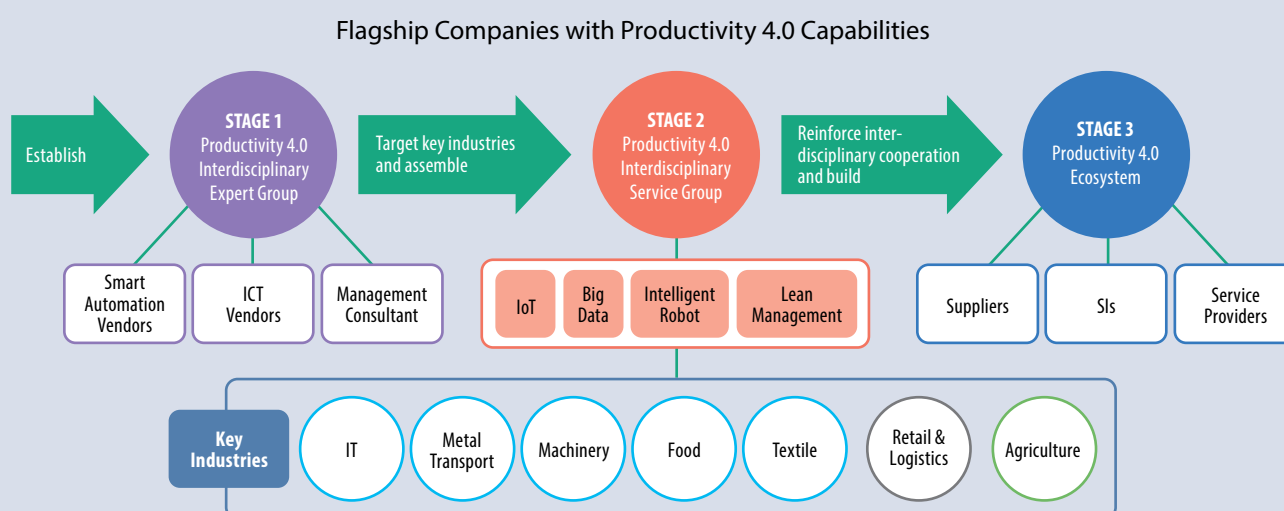 Flagship Companies with Productivity 4.0 Capabilities
Establish
STAGE 1
Productivity 4.0
Interdisciplinary
Expert Group
Target key industries
and assemble
STAGE 2
Productivity 4.0
Interdisciplinary
Service Group
Reinforce inter-
disciplinary cooperation
and build
STAGE 3
Productivity 4.0
Ecosystem
Smart
Automation
Vendors
ICT
Vendors
Management
Consultant
IoT
Big
Data
Intelligent
Robot
Lean
Management
Suppliers
SIs
Service
Providers
Key
Industries
IT
Metal
Transport
Machinery
Food
Textile
Retail &
Logistics
Agriculture